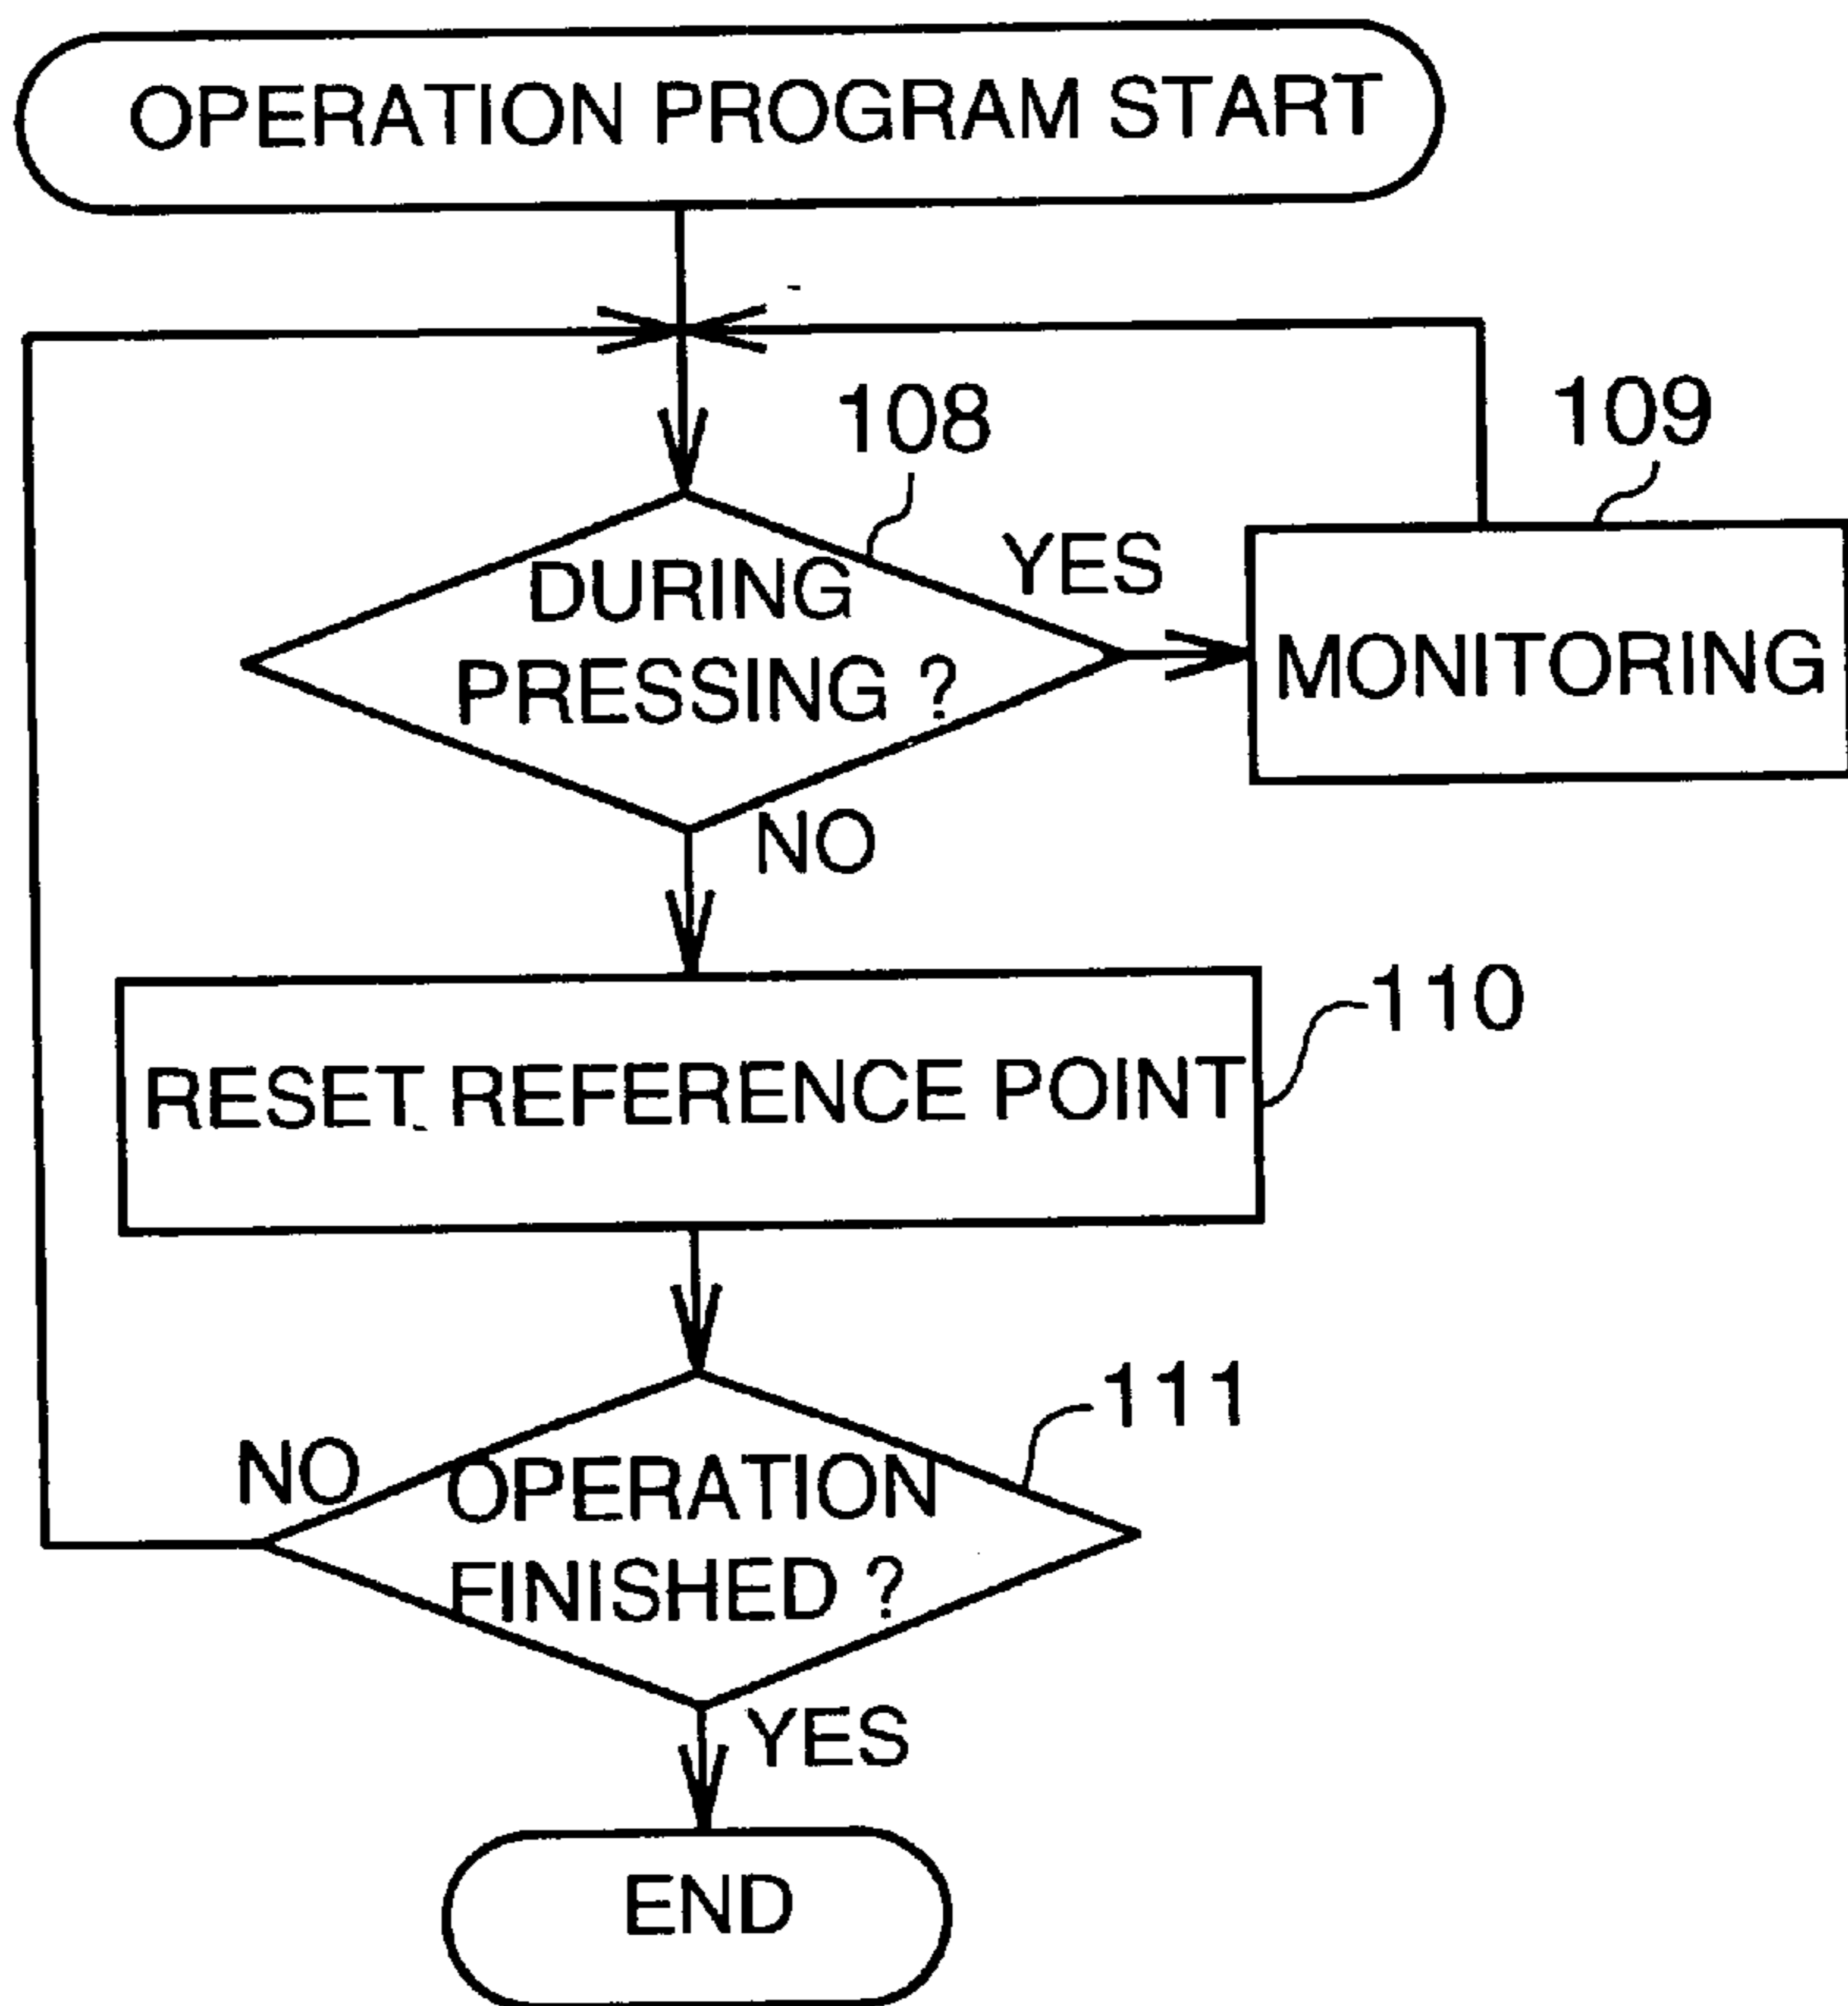 OPERATION PROGRAM START
108
109
YES
DURING
PRESSING ?
MONITORING
NO
110
RESET REFERENCE POINT
111
NO
OPERATION
FINISHED ?
YES
END